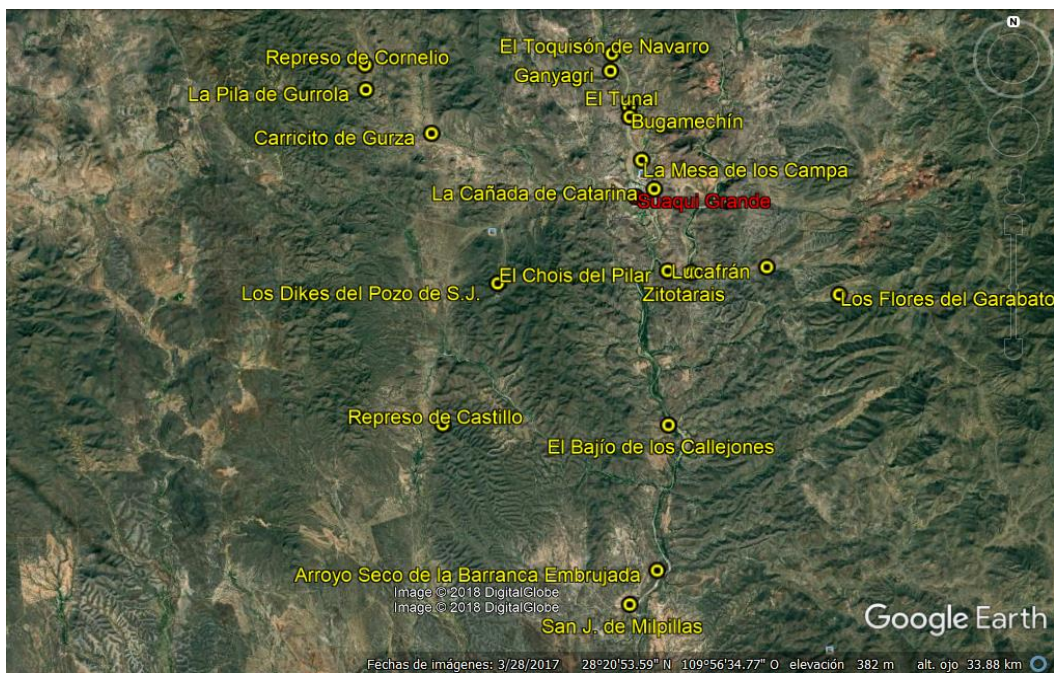 N
El Toquisón de Navarro
Represo de Cornelio
Ganyagri
La Pila de Gurrola
El Tunal
Bugamechín
Carricito de Gurza
La Mesa de los Campa
La Cañada de Catarina
Suaqui Grande
El Chois del Pilar
Lucafrán
Los Dikes del Pozo de S.J.
Zitotarais
Los Flores del Garabato
Represo de Castillo
El Bajío de los Callejones
Arroyo Seco de la Barranca Embrujada
Image © 2018 DigitalGlobe
Image © 2018 DigitalGlobe
San J. de Milpillas
Google Earth
Fechas de imágenes: 3/28/2017 28°20'53.59" N 109°56'34.77" O elevación 382 m alt. ojo 33.88 km